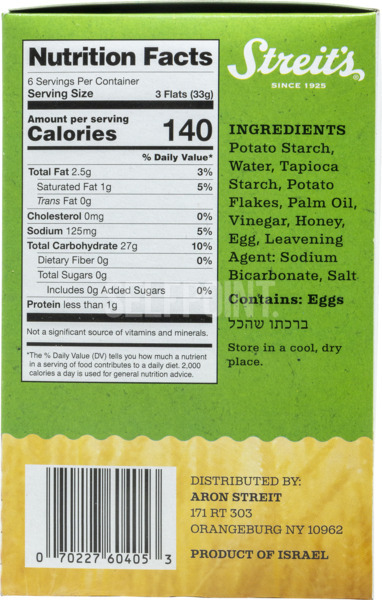 Nutrition Facts
6 Servings Per Container
Serving Size 3 Flats (33g)
Amount per serving
Calories 140
% Daily Value*
Total Fat 2.5g 3%
Saturated Fat 1g 5%
Trans Fat 0g
Cholesterol 0mg 0%
Sodium 125mg 5%
Total Carbohydrate 27g 10%
Dietary Fiber 0g 0%
Total Sugars 0g
Includes 0g Added Sugars 0%
Protein less than 1g
Not a significant source of vitamins and minerals.
*The % Daily Value (DV) tells you how much a nutrient
in a serving of food contributes to a daily diet. 2,000
calories a day is used for general nutrition advice.
Streit's
SINCE 1925
INGREDIENTS
Potato Starch,
Water, Tapioca
Starch, Potato
Flakes, Palm Oil,
Vinegar, Honey,
Egg, Leavening
Agent: Sodium
Bicarbonate, Salt
Contains: Eggs
ברכתו שהכל
Store in a cool, dry
place.
SELFPOINT.
0 70227 60405 3
DISTRIBUTED BY:
ARON STREIT
171 RT 303
ORANGEBURG NY 10962
PRODUCT OF ISRAEL